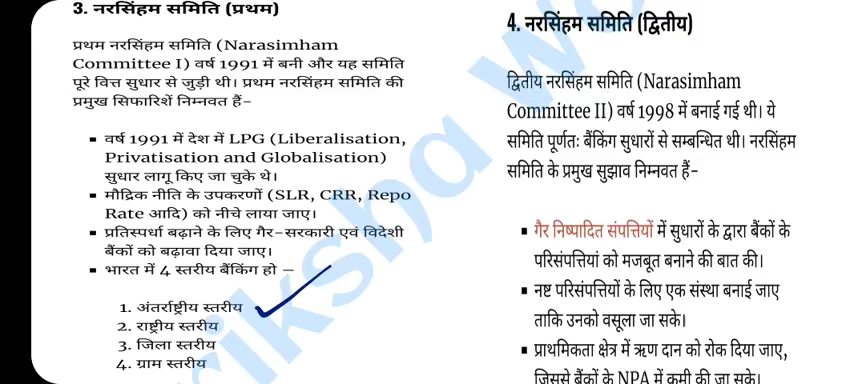 3. नरसिंहम समिति (प्रथम)
प्रथम नरसिंहम समिति (Narasimham
Committee I) वर्ष 1991 में बनी और यह समिति
पूरे वित्त सुधार से जुड़ी थी। प्रथम नरसिंहम समिति की
प्रमुख सिफारिशें निम्नवत हैं-
▪ वर्ष 1991 में देश में LPG (Liberalisation,
Privatisation and Globalisation)
सुधार लागू किए जा चुके थे।
▪ मौद्रिक नीति के उपकरणों (SLR, CRR, Repo
Rate आदि) को नीचे लाया जाए।
▪ प्रतिस्पर्धा बढ़ाने के लिए गैर-सरकारी एवं विदेशी
बैंकों को बढ़ावा दिया जाए।
▪ भारत में 4 स्तरीय बैंकिंग हो –
1. अंतर्राष्ट्रीय स्तरीय
2. राष्ट्रीय स्तरीय
3. जिला स्तरीय
4. ग्राम स्तरीय
4. नरसिंहम समिति (द्वितीय)
द्वितीय नरसिंहम समिति (Narasimham
Committee II) वर्ष 1998 में बनाई गई थी। ये
समिति पूर्णतः बैंकिंग सुधारों से सम्बन्धित थी। नरसिंहम
समिति के प्रमुख सुझाव निम्नवत हैं-
▪ गैर निष्पादित संपत्तियों में सुधारों के द्वारा बैंकों के
परिसंपत्तियां को मजबूत बनाने की बात की।
▪ नष्ट परिसंपत्तियों के लिए एक संस्था बनाई जाए
ताकि उनको वसूला जा सके।
▪ प्राथमिकता क्षेत्र में ऋण दान को रोक दिया जाए,
जिससे बैंकों के NPA में कमी की जा सके।